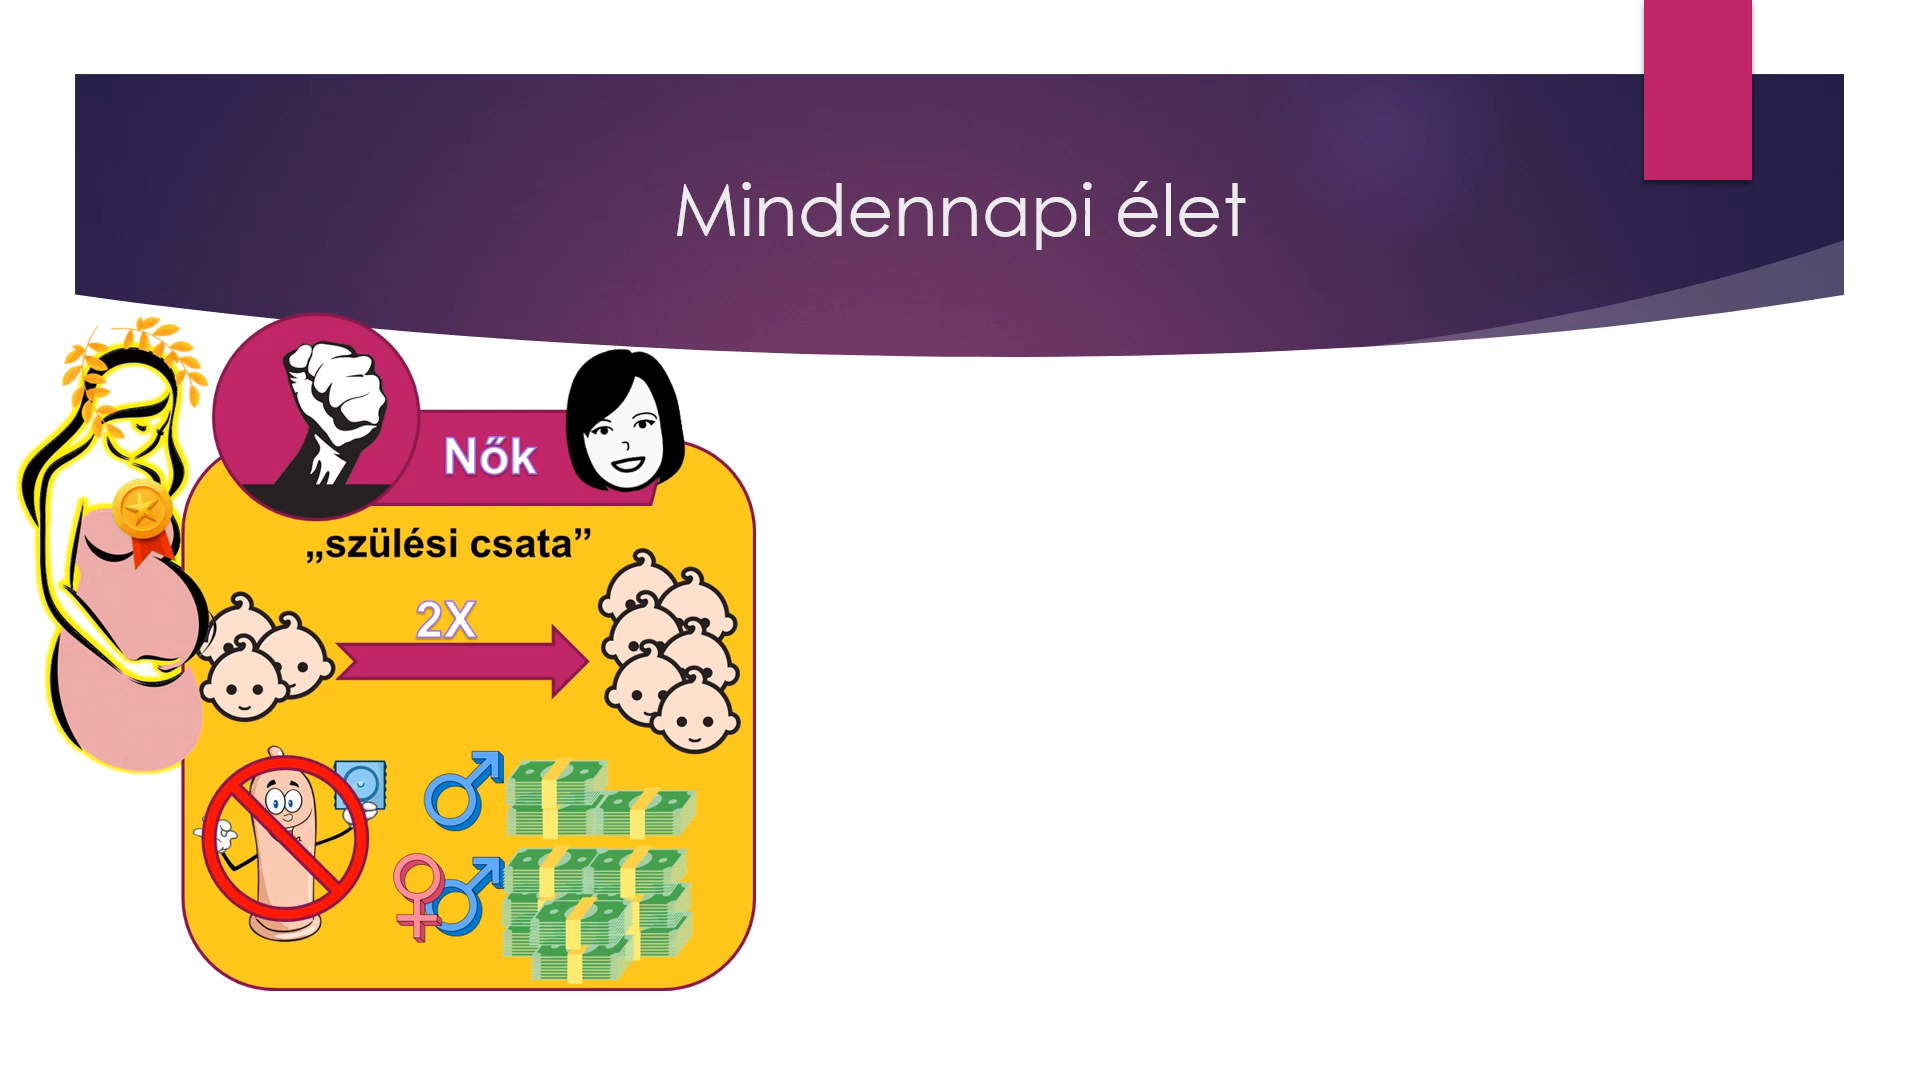 Mindennapi élet
Nők
„szülési csata”
2X